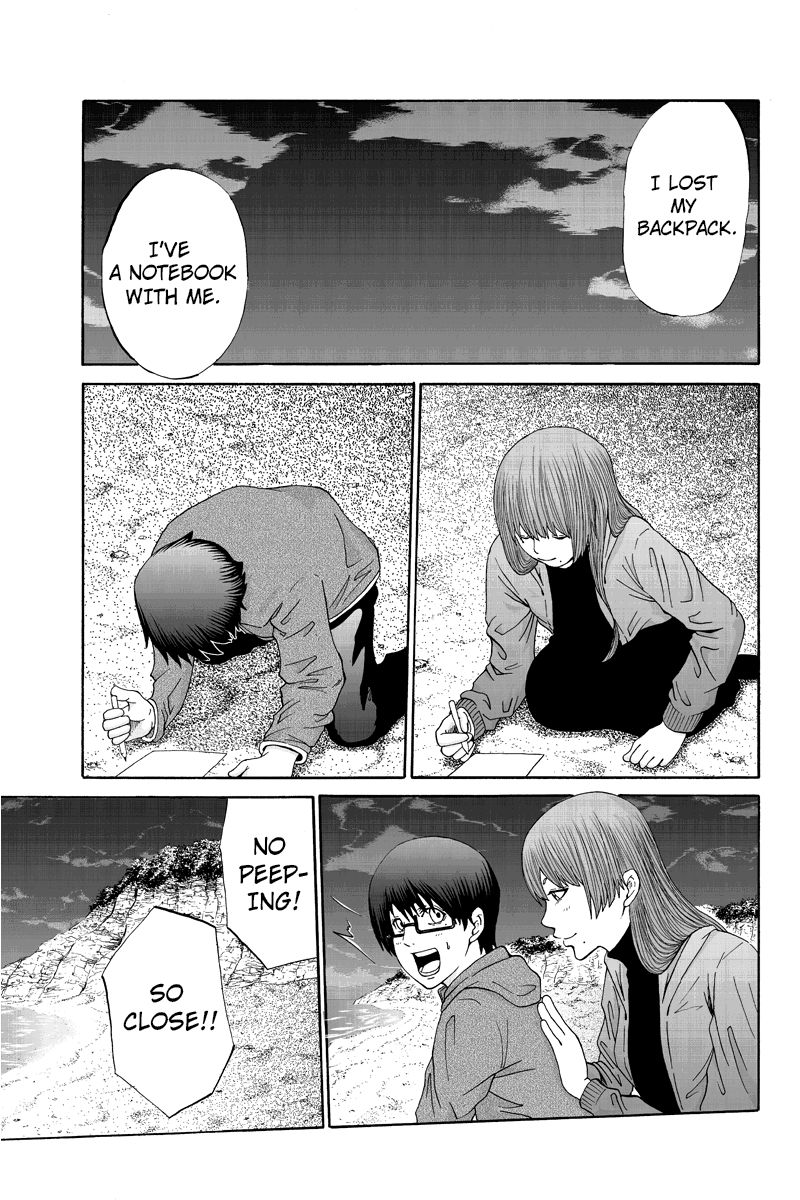 I LOST
MY
BACKPACK.
I'VE
A NOTEBOOK
WITH ME.
NO
PEEP-
ING!
SO
CLOSE!!